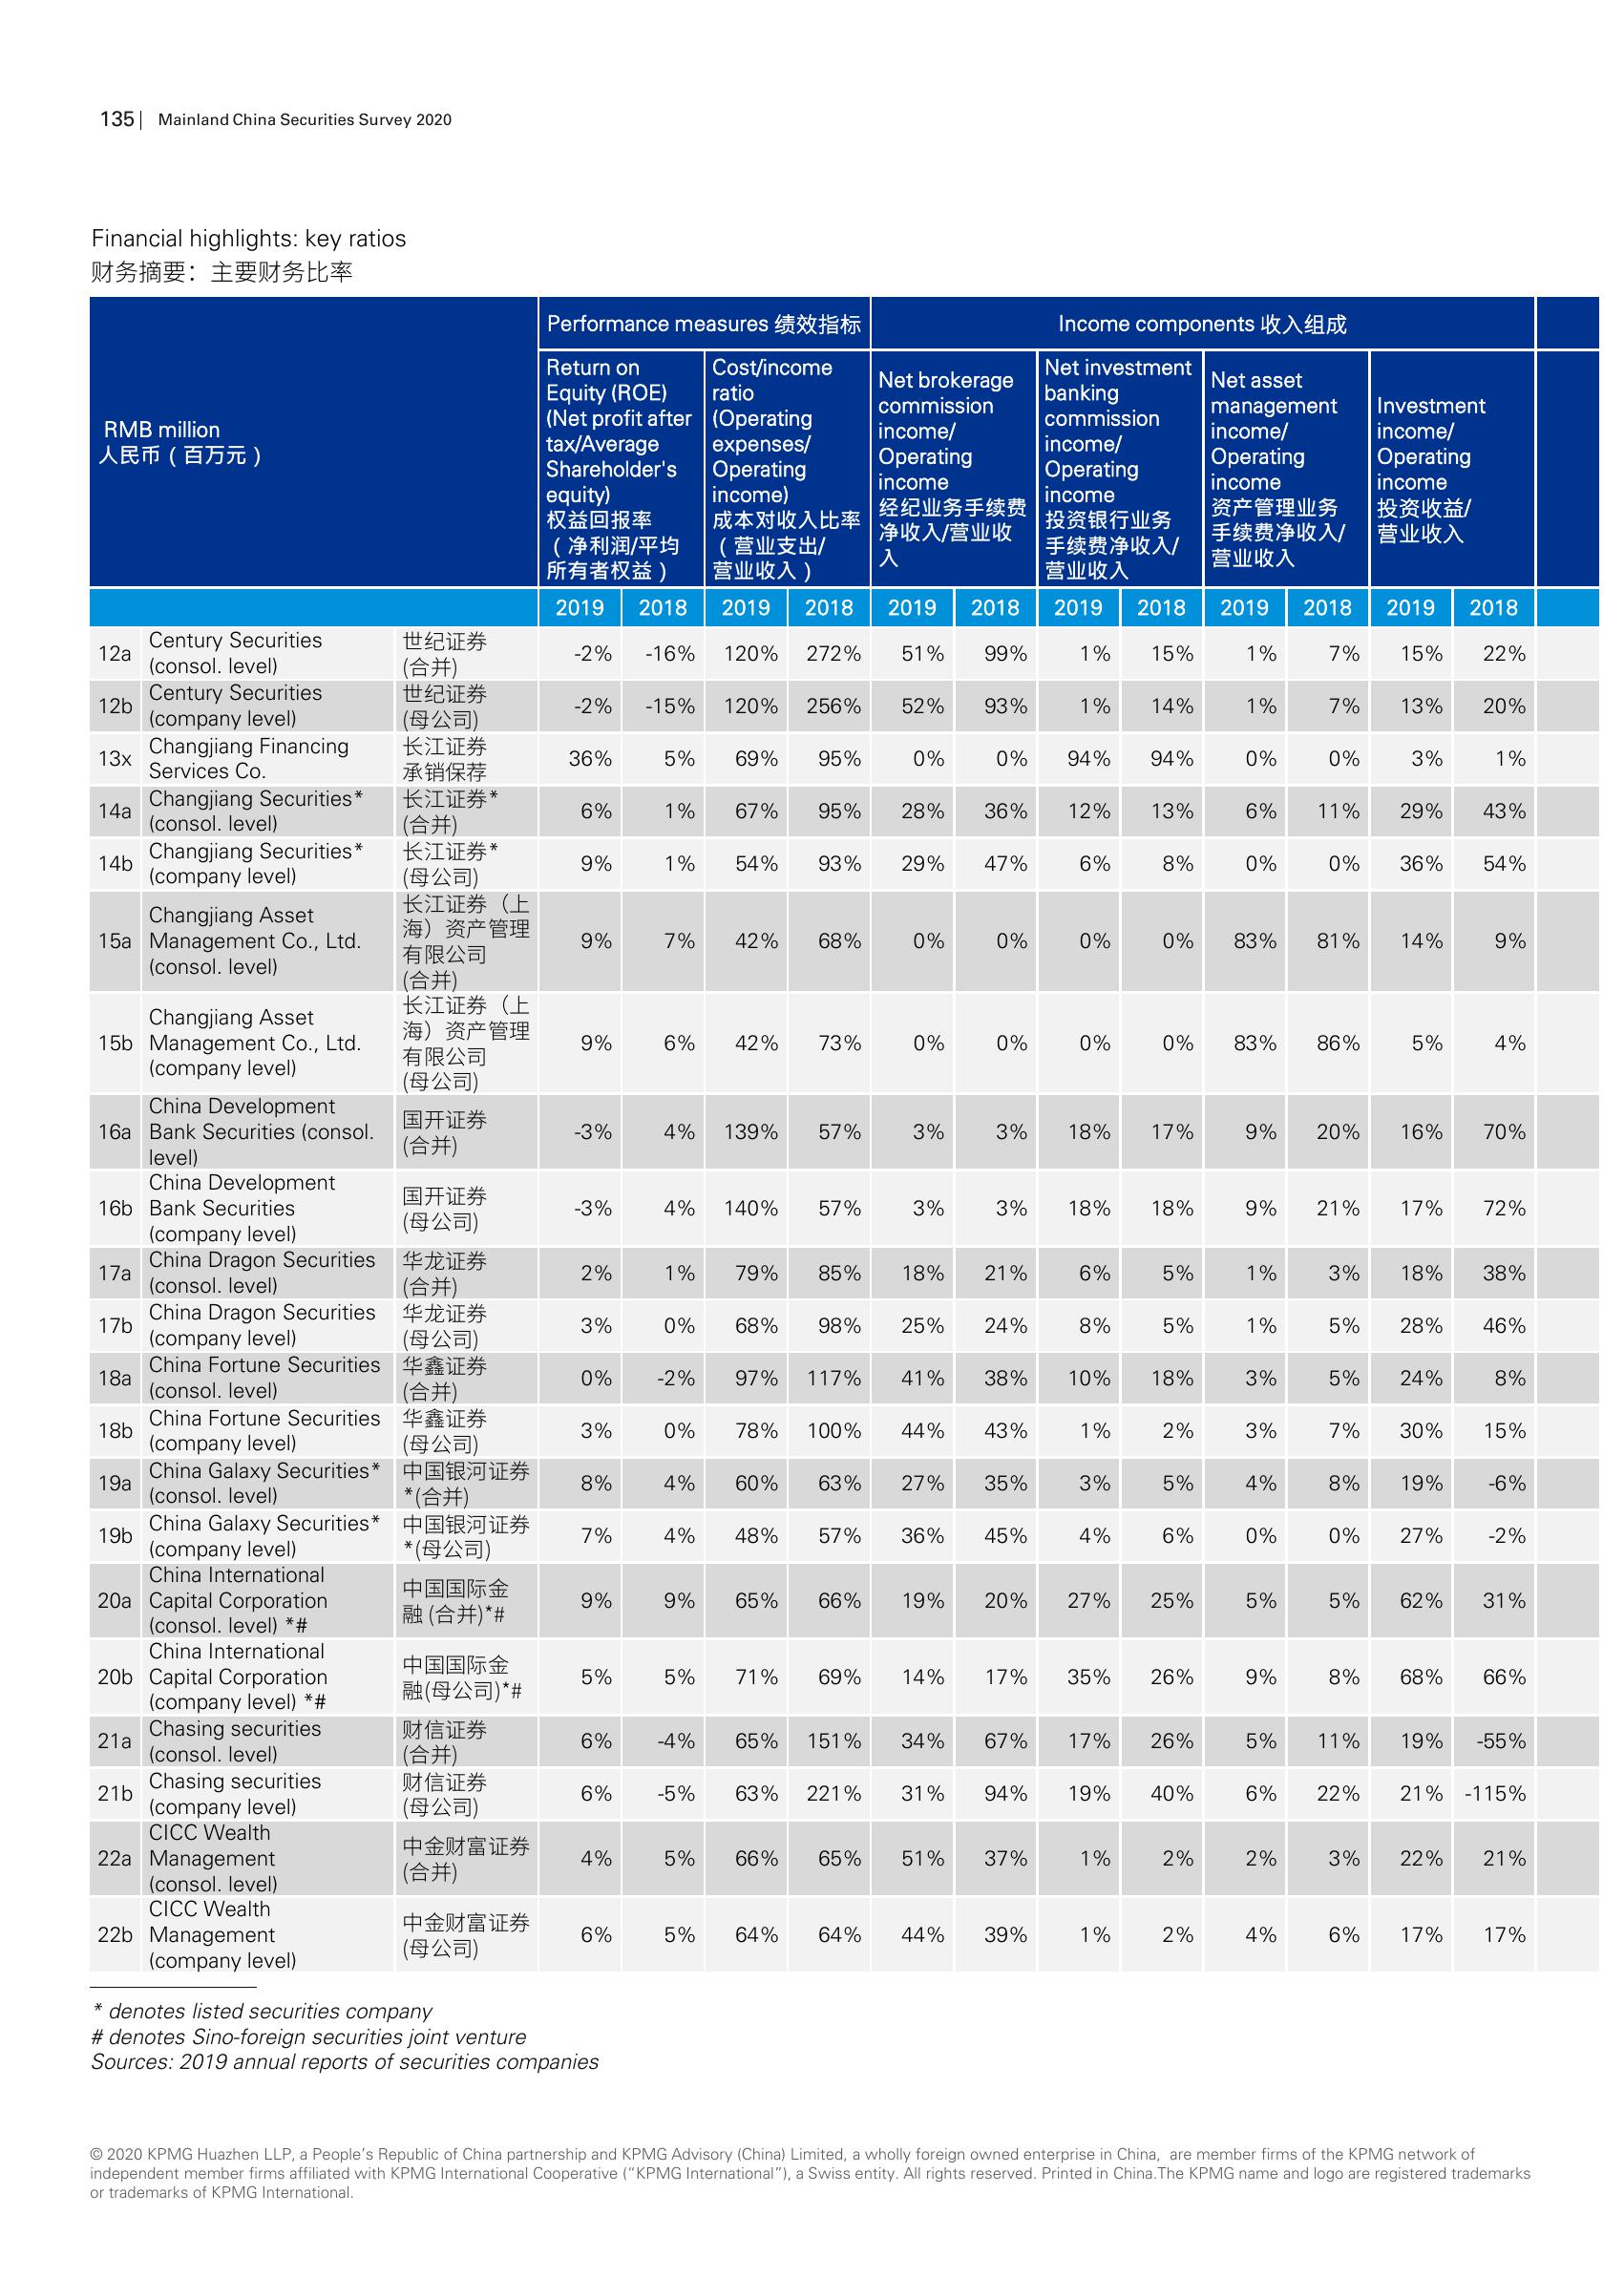 135 | Mainland China Securities Survey 2020
Financial highlights: key ratios
财务摘要：主要财务比率
Performance measures 绩效指标
Income components 收入组成
RMB million
人民币（百万元）
Return on
Equity (ROE)
(Net profit after
tax/Average
Shareholder's
equity)
权益回报率
（净利润/平均
所有者权益）
Cost/income
ratio
(Operating
expenses/
Operating
income)
成本对收入比率
（营业支出/
营业收入）
Net brokerage
commission
income/
Operating
income
经纪业务手续费
净收入/营业收
入
Net investment
banking
commission
income/
Operating
income
投资银行业务
手续费净收入/
营业收入
Net asset
management
income/
Operating
income
资产管理业务
手续费净收入/
营业收入
Investment
income/
Operating
income
投资收益/
营业收入
2019 2018 2019 2018 2019 2018 2019 2018 2019 2018 2019 2018
12a Century Securities (consol. level) 世纪证券 (合并) -2% -16% 120% 272% 51% 99% 1% 15% 1% 7% 15% 22%
12b Century Securities (company level) 世纪证券 (母公司) -2% -15% 120% 256% 52% 93% 1% 14% 1% 7% 13% 20%
13x Changjiang Financing Services Co. 长江证券 承销保荐 36% 5% 69% 95% 0% 0% 94% 94% 0% 0% 3% 1%
14a Changjiang Securities* (consol. level) 长江证券* (合并) 6% 1% 67% 95% 28% 36% 12% 13% 6% 11% 29% 43%
14b Changjiang Securities* (company level) 长江证券* (母公司) 9% 1% 54% 93% 29% 47% 6% 8% 0% 0% 36% 54%
15a Changjiang Asset Management Co., Ltd. (consol. level) 长江证券（上海）资产管理有限公司 (合并) 9% 7% 42% 68% 0% 0% 0% 0% 83% 81% 14% 9%
15b Changjiang Asset Management Co., Ltd. (company level) 长江证券（上海）资产管理有限公司 (母公司) 9% 6% 42% 73% 0% 0% 0% 0% 83% 86% 5% 4%
16a China Development Bank Securities (consol. level) 国开证券 (合并) -3% 4% 139% 57% 3% 3% 18% 17% 9% 20% 16% 70%
16b China Development Bank Securities (company level) 国开证券 (母公司) -3% 4% 140% 57% 3% 3% 18% 18% 9% 21% 17% 72%
17a China Dragon Securities (consol. level) 华龙证券 (合并) 2% 1% 79% 85% 18% 21% 6% 5% 1% 3% 18% 38%
17b China Dragon Securities (company level) 华龙证券 (母公司) 3% 0% 68% 98% 25% 24% 8% 5% 1% 5% 28% 46%
18a China Fortune Securities (consol. level) 华鑫证券 (合并) 0% -2% 97% 117% 41% 38% 10% 18% 3% 5% 24% 8%
18b China Fortune Securities (company level) 华鑫证券 (母公司) 3% 0% 78% 100% 44% 43% 1% 2% 3% 7% 30% 15%
19a China Galaxy Securities* (consol. level) 中国银河证券 *(合并) 8% 4% 60% 63% 27% 35% 3% 5% 4% 8% 19% -6%
19b China Galaxy Securities* (company level) 中国银河证券 *(母公司) 7% 4% 48% 57% 36% 45% 4% 6% 0% 0% 27% -2%
20a China International Capital Corporation (consol. level) *# 中国国际金融 (合并)*# 9% 9% 65% 66% 19% 20% 27% 25% 5% 5% 62% 31%
20b China International Capital Corporation (company level) *# 中国国际金融(母公司)*# 5% 5% 71% 69% 14% 17% 35% 26% 9% 8% 68% 66%
21a Chasing securities (consol. level) 财信证券 (合并) 6% -4% 65% 151% 34% 67% 17% 26% 5% 11% 19% -55%
21b Chasing securities (company level) 财信证券 (母公司) 6% -5% 63% 221% 31% 94% 19% 40% 6% 22% 21% -115%
22a CICC Wealth Management (consol. level) 中金财富证券 (合并) 4% 5% 66% 65% 51% 37% 1% 2% 2% 3% 22% 21%
22b CICC Wealth Management (company level) 中金财富证券 (母公司) 6% 5% 64% 64% 44% 39% 1% 2% 4% 6% 17% 17%
* denotes listed securities company
# denotes Sino-foreign securities joint venture
Sources: 2019 annual reports of securities companies
© 2020 KPMG Huazhen LLP, a People’s Republic of China partnership and KPMG Advisory (China) Limited, a wholly foreign owned enterprise in China, are member firms of the KPMG network of
independent member firms affiliated with KPMG International Cooperative (“KPMG International”), a Swiss entity. All rights reserved. Printed in China.The KPMG name and logo are registered trademarks
or trademarks of KPMG International.